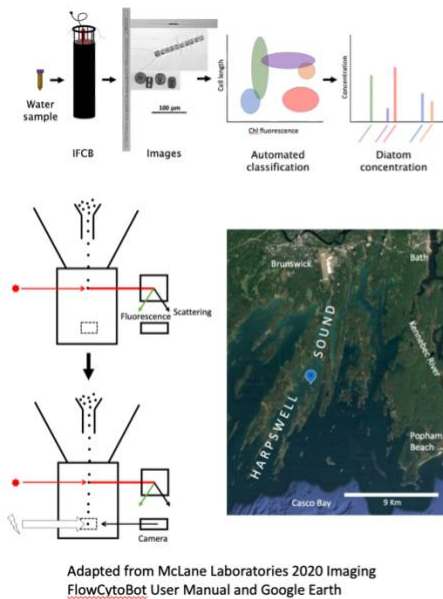 Water
sample
IFCB
100 µm
Images
Cell length
Chl fluorescence
Automated
classification
Concentration
Diatom
concentration
Fluorescence
Scattering
Camera
Brunswick
Bath
HARPSWELL SOUND
Kennebec River
Popham
Beach
Casco Bay
9 Km
Adapted from McLane Laboratories 2020 Imaging
FlowCytoBot User Manual and Google Earth